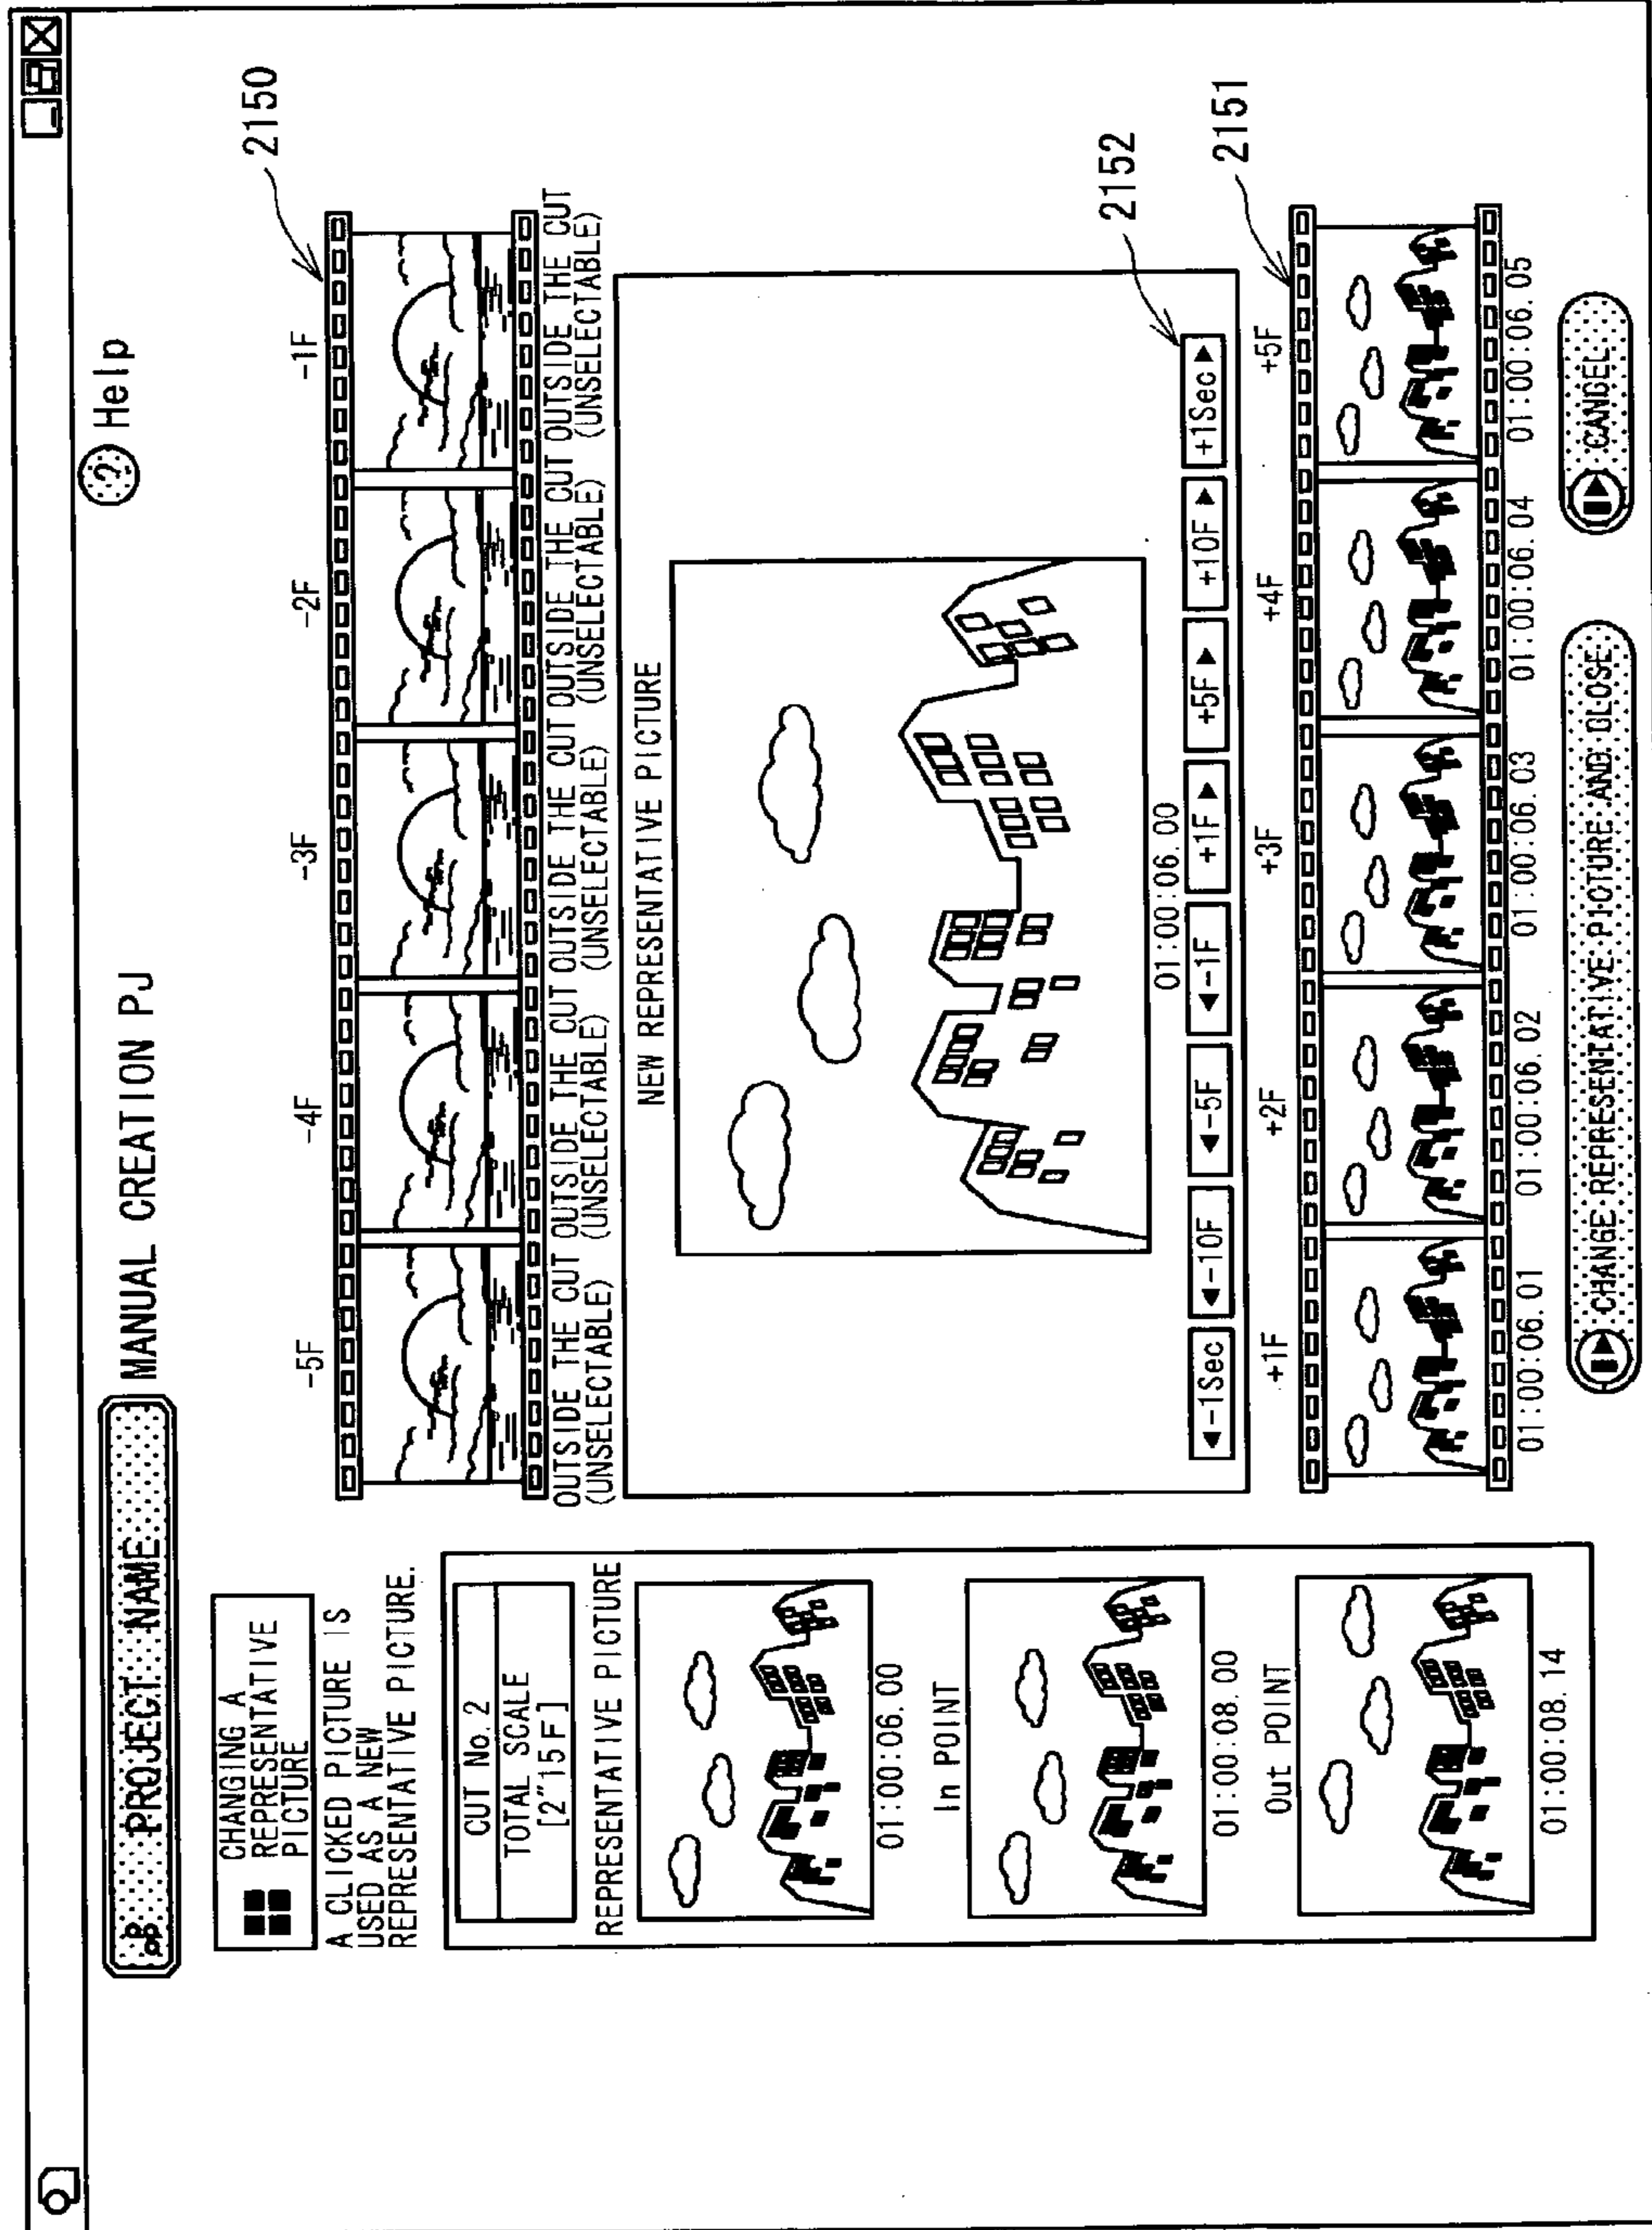 PROJECT NAME MANUAL CREATION PJ
? Help
CHANGING A
REPRESENTATIVE
PICTURE
A CLICKED PICTURE IS
USED AS A NEW
REPRESENTATIVE PICTURE.
CUT No. 2
TOTAL SCALE
[2"15F]
REPRESENTATIVE PICTURE
01:00:06.00
In POINT
01:00:08.00
Out POINT
01:00:08.14
-5F -4F -3F -2F -1F
2150
OUTSIDE THE CUT OUTSIDE THE CUT OUTSIDE THE CUT OUTSIDE THE CUT OUTSIDE THE CUT
(UNSELECTABLE) (UNSELECTABLE) (UNSELECTABLE) (UNSELECTABLE) (UNSELECTABLE)
NEW REPRESENTATIVE PICTURE
01:00:06.00
2152
◀-1Sec ◀-10F ◀-5F ◀-1F +1F▶ +5F▶ +10F▶ +1Sec▶
+1F +2F +3F +4F +5F
2151
01:00:06.01 01:00:06.02 01:00:06.03 01:00:06.04 01:00:06.05
CHANGE REPRESENTATIVE PICTURE AND DLOSE
CANGEL